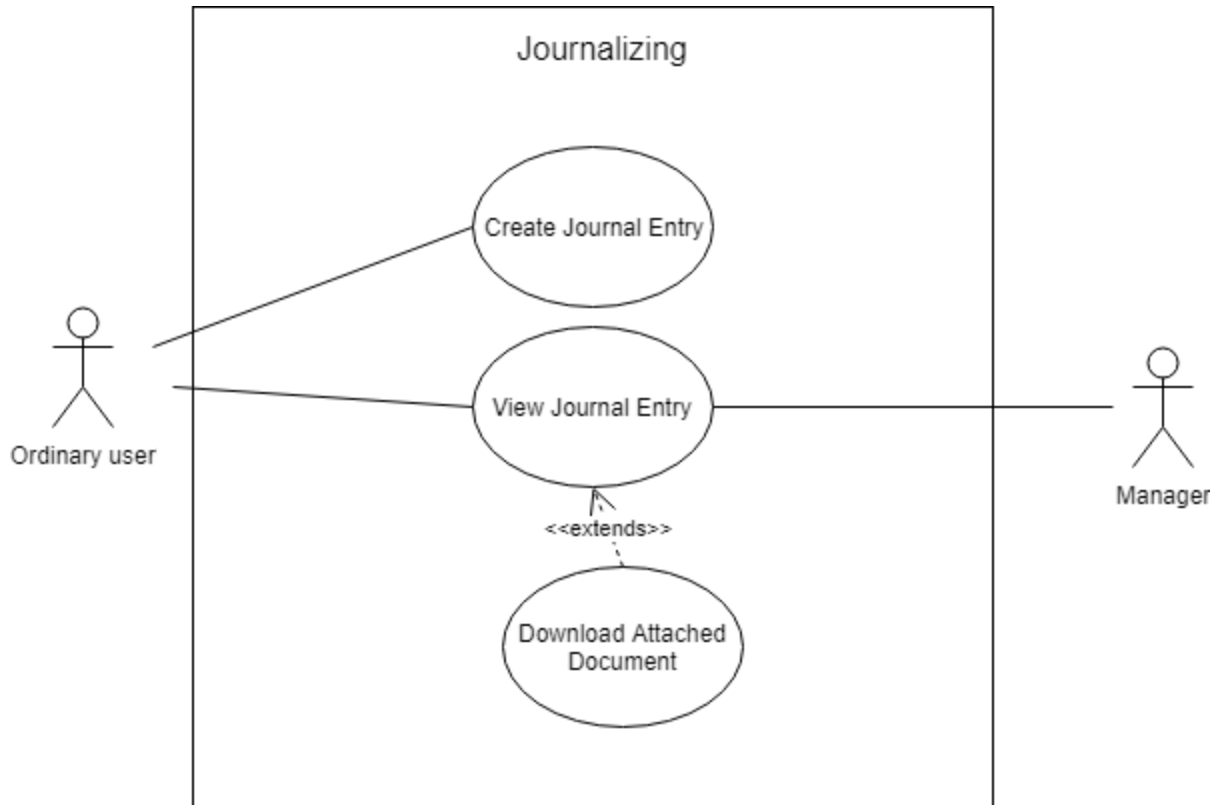 Journalizing
Create Journal Entry
View Journal Entry
Ordinary user
Manager
<<extends>>
Download Attached
Document